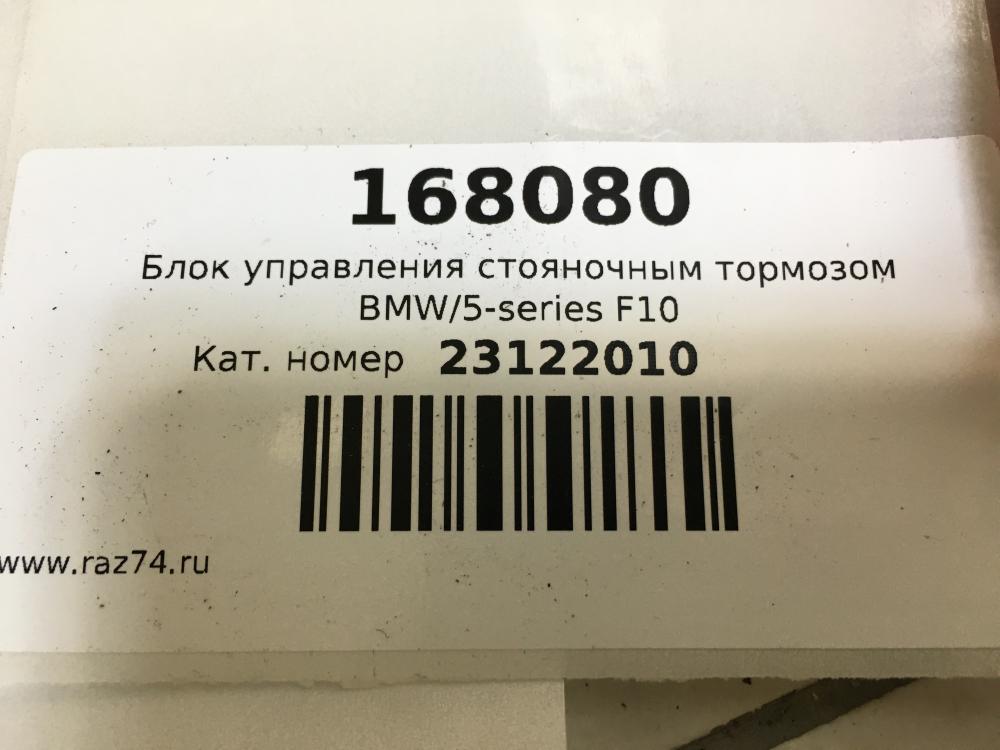 168080
Блок управления стояночным тормозом
BMW/5-series F10
Кат. номер 23122010
www.raz74.ru